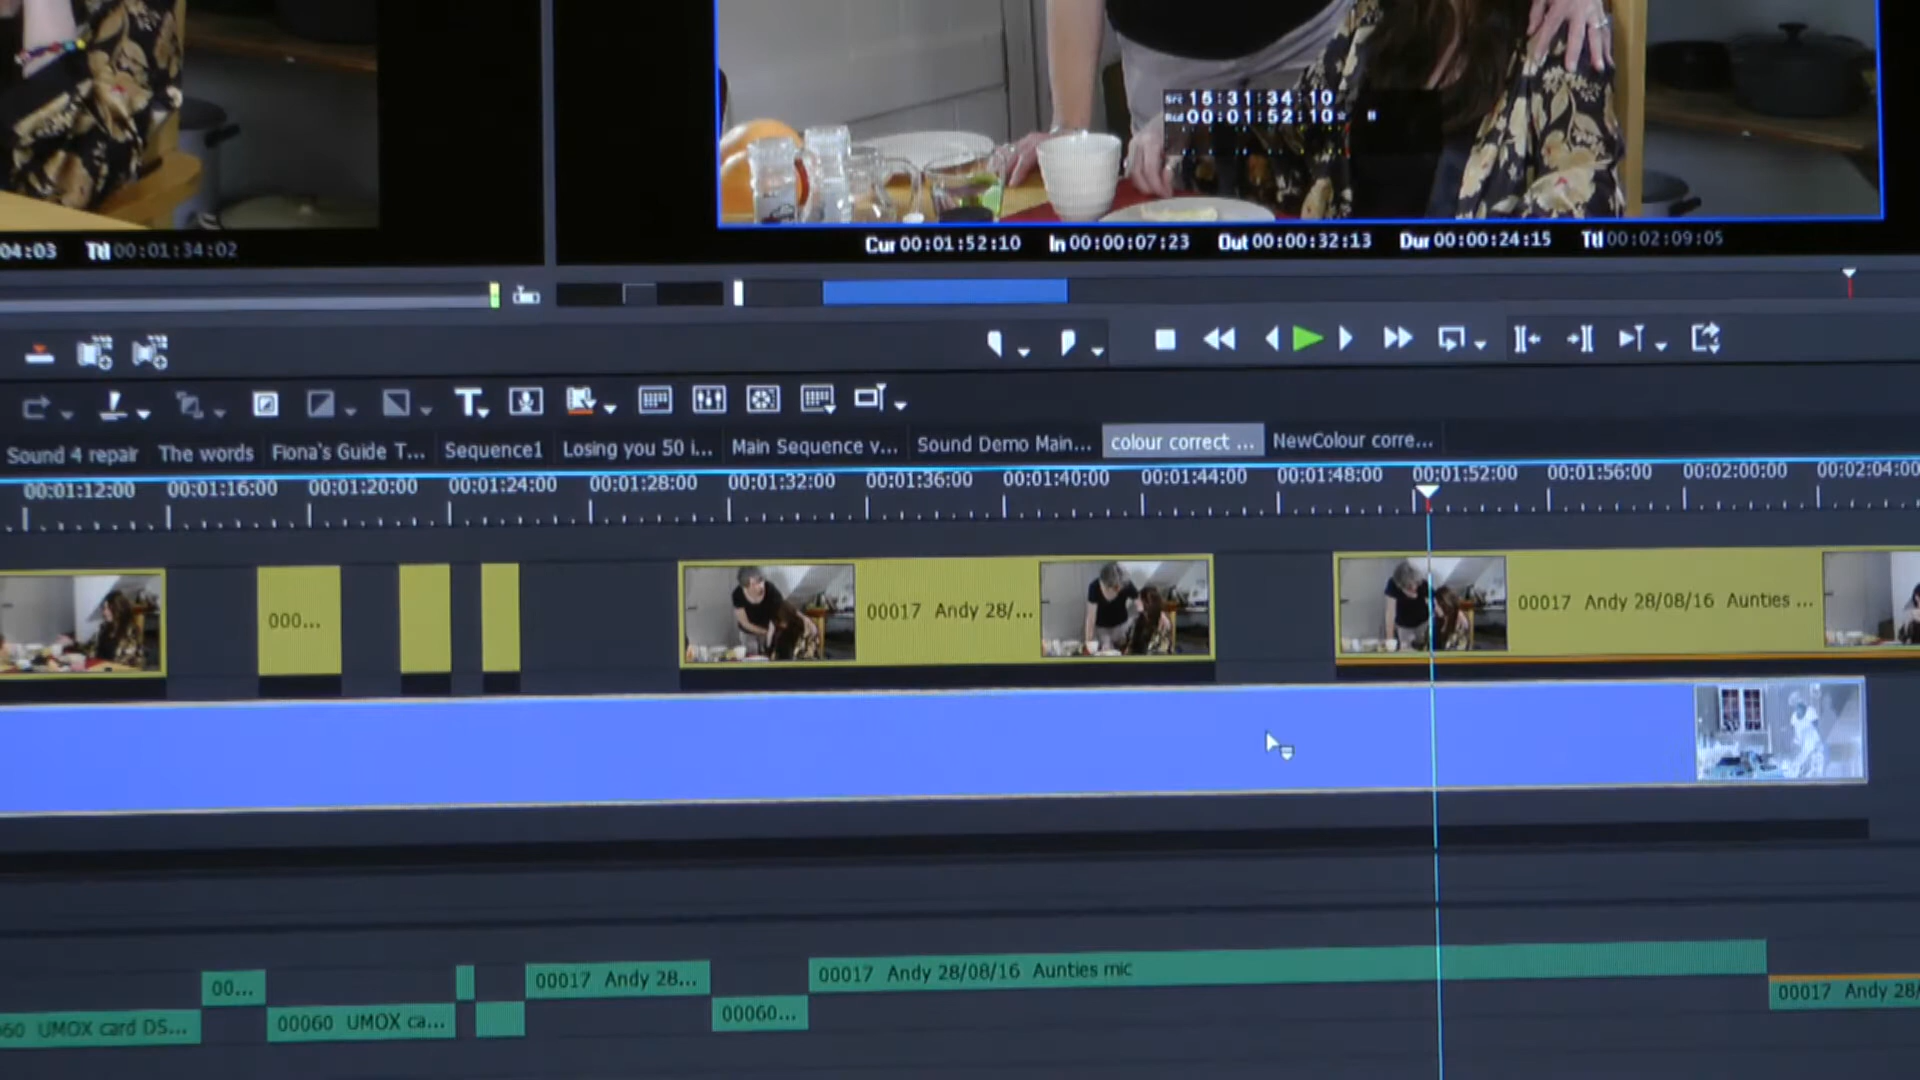 Src 15:31:34:10
Rcd 00:01:52:10
04:03 Ttl 00:01:34:02
Cur 00:01:52:10 In 00:00:07:23 Out 00:00:32:13 Dur 00:00:24:15 Ttl 00:02:09:05
Sound 4 repair The words Fiona's Guide T... Sequence1 Losing you 50 i... Main Sequence v... Sound Demo Main... colour correct ... NewColour corre...
00:01:12:00 00:01:16:00 00:01:20:00 00:01:24:00 00:01:28:00 00:01:32:00 00:01:36:00 00:01:40:00 00:01:44:00 00:01:48:00 00:01:52:00 00:01:56:00 00:02:00:00 00:02:04:00
000... 00017 Andy 28/... 00017 Andy 28/08/16 Aunties ...
00... 00017 Andy 28... 00017 Andy 28/08/16 Aunties mic
60 UMOX card DS... 00060 UMOX ca... 00060... 00017 Andy 28/